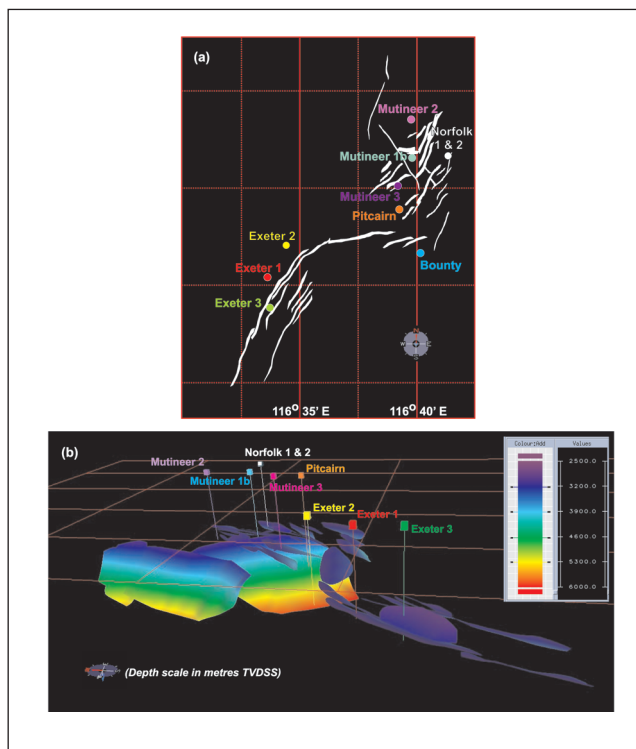 (a)
Mutineer 2
Norfolk
1 & 2
Mutineer 1b
Mutineer 3
Pitcairn
Exeter 2
Bounty
Exeter 1
Exeter 3
116° 35' E
116° 40' E
(b)
Norfolk 1 & 2
Mutineer 2
Mutineer 1b
Pitcairn
Mutineer 3
Exeter 2
Exeter 1
Exeter 3
Colour;Add
Values
2500.0
3200.0
3900.0
4600.0
5300.0
6000.0
(Depth scale in metres TVDSS)